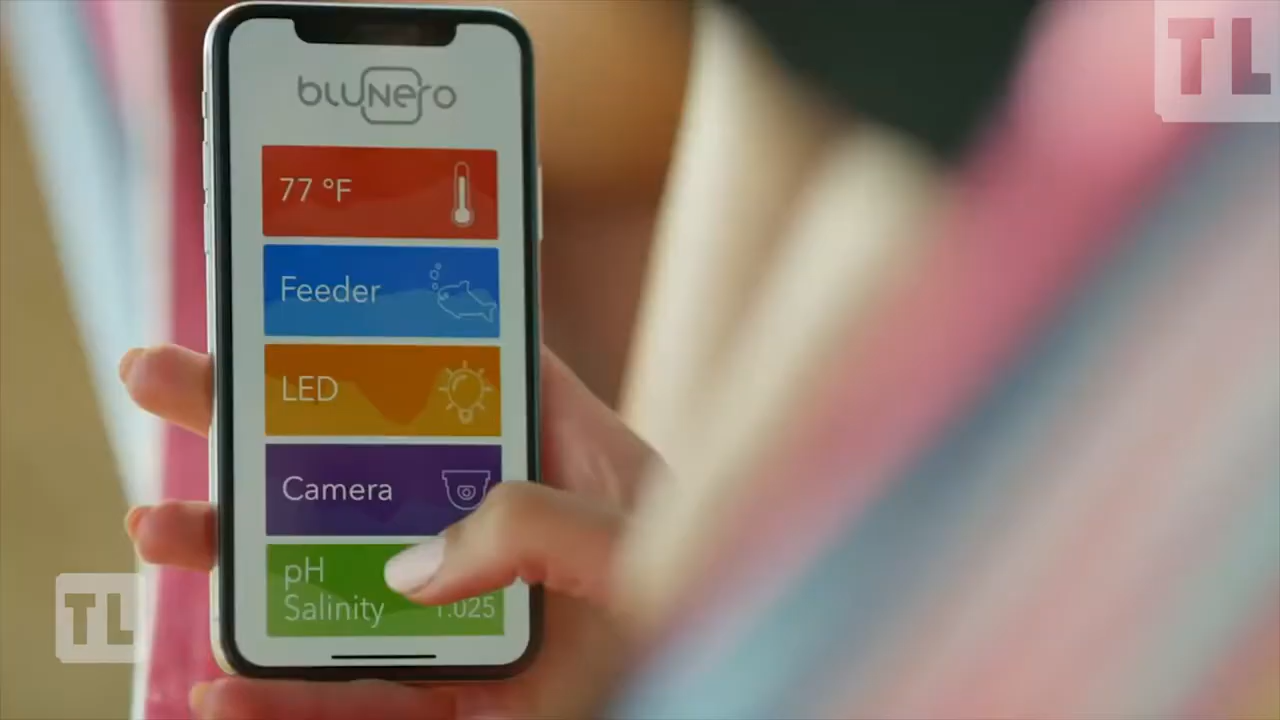 TL
bluNero
77 °F
Feeder
LED
Camera
pH
Salinity 1.025
TL